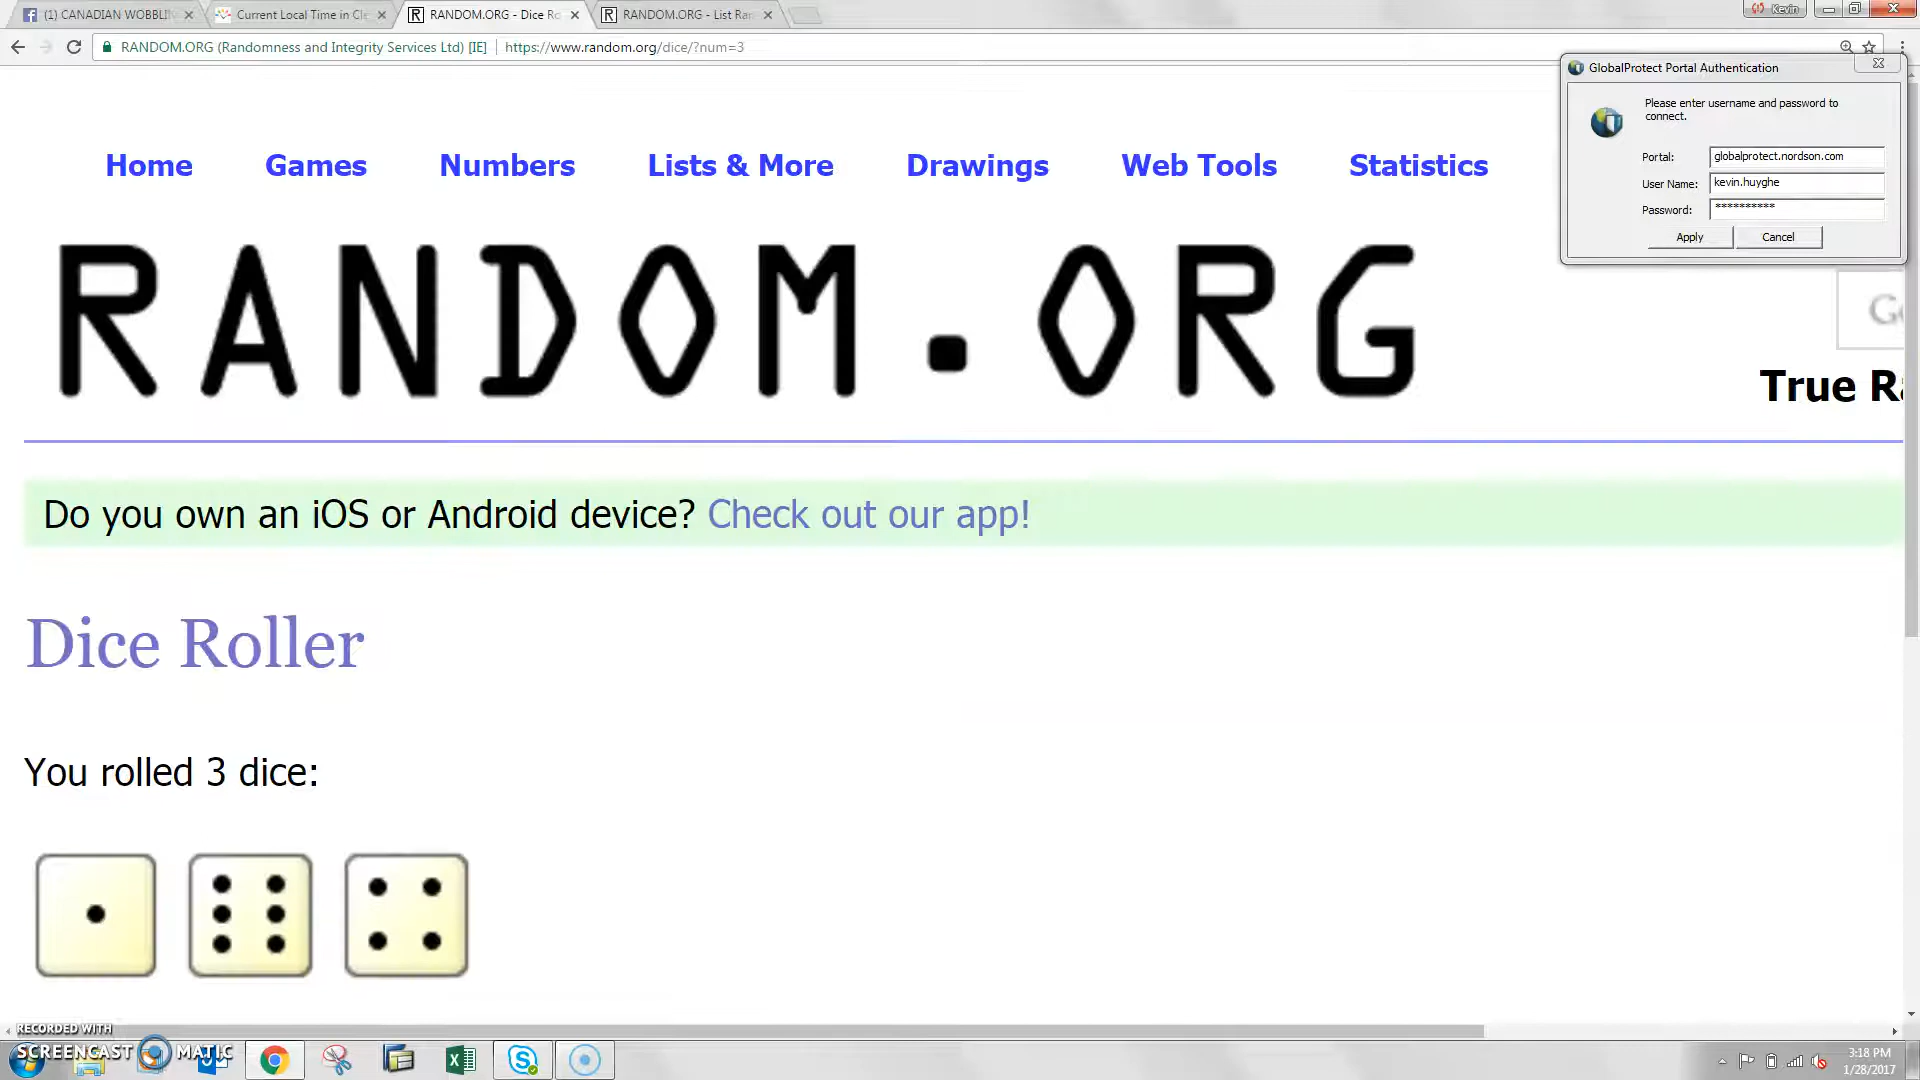 (1) CANADIAN WOBBLI
Current Local Time in Cle
RANDOM.ORG - Dice Ro
RANDOM.ORG - List Ran
Kevin
RANDOM.ORG (Randomness and Integrity Services Ltd) [IE]
https://www.random.org/dice/?num=3
GlobalProtect Portal Authentication
Please enter username and password to
connect.
Portal: globalprotect.nordson.com
User Name: kevin.huyghe
Password: **********
Apply Cancel
Home Games Numbers Lists & More Drawings Web Tools Statistics
RANDOM.ORG
Go
True Ra
Do you own an iOS or Android device? Check out our app!
Dice Roller
You rolled 3 dice:
RECORDED WITH
SCREENCAST MATIC
3:18 PM
1/28/2017